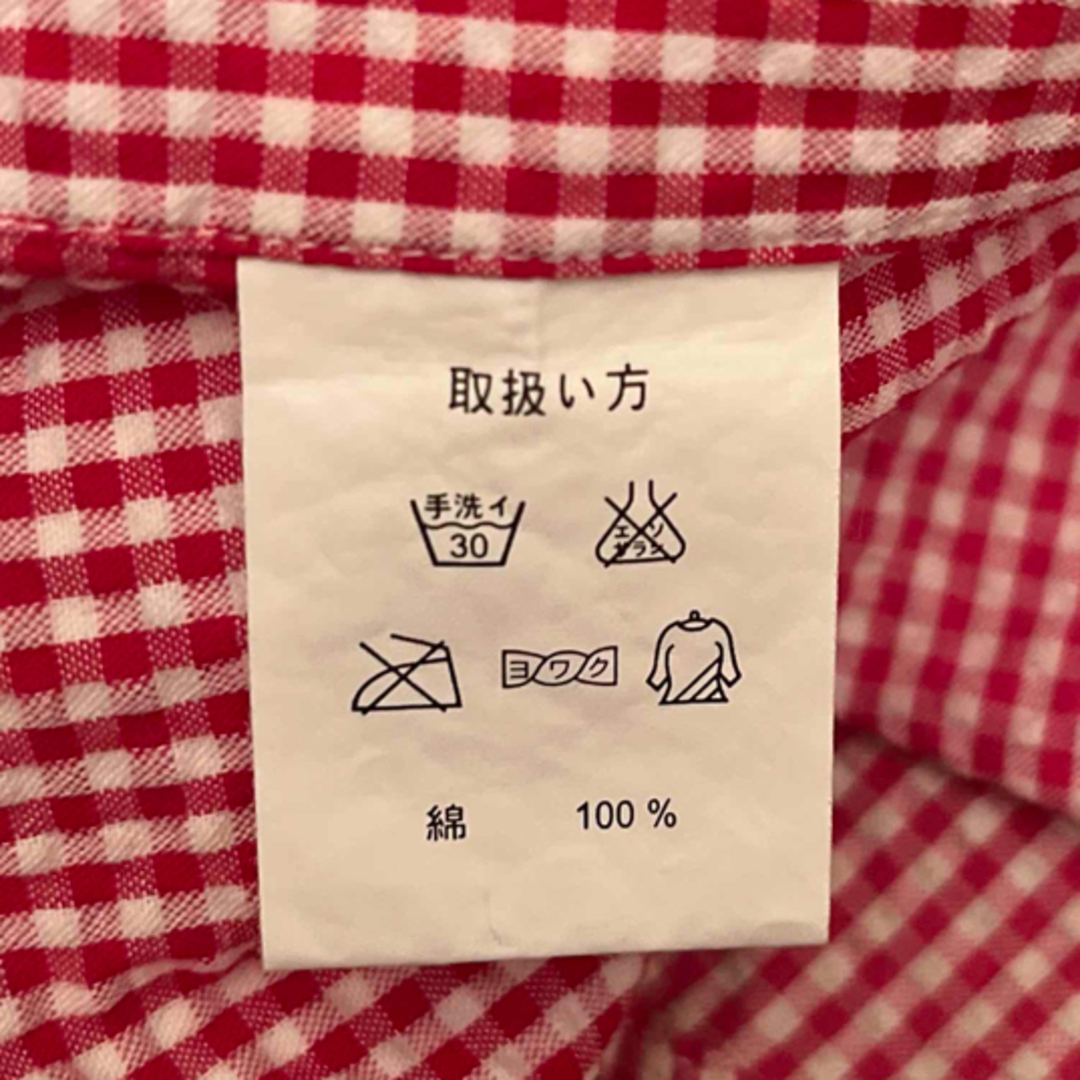 取扱い方
手洗イ
30
エンソ
サラシ
ヨワク
綿 100 %